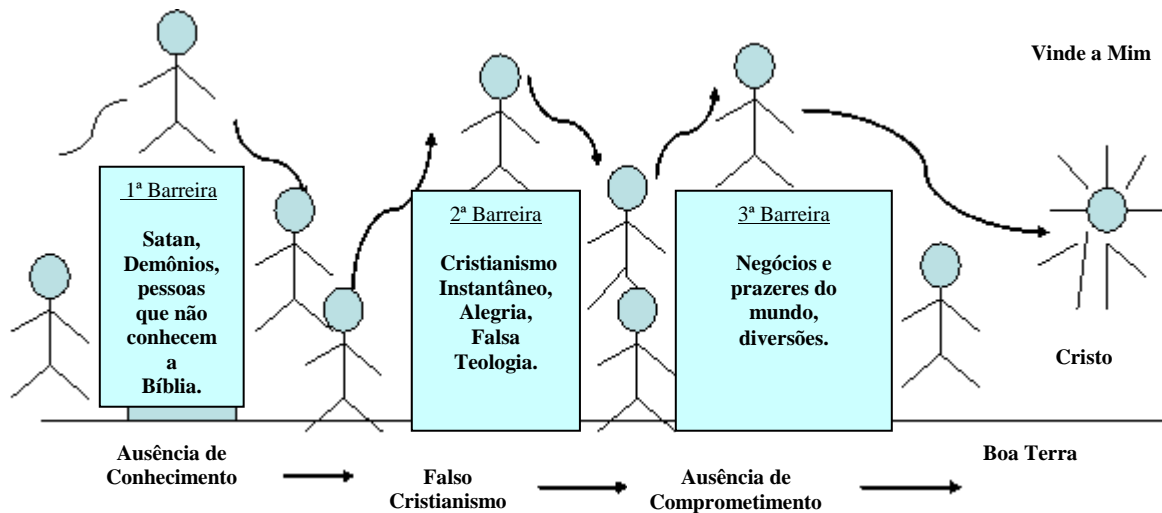 Vinde a Mim
1ª Barreira
Satan,
Demônios,
pessoas
que não
conhecem
a
Bíblia.
2ª Barreira
Cristianismo
Instantâneo,
Alegria,
Falsa
Teologia.
3ª Barreira
Negócios e
prazeres do
mundo,
diversões.
Cristo
Ausência de
Conhecimento
Falso
Cristianismo
Ausência de
Comprometimento
Boa Terra